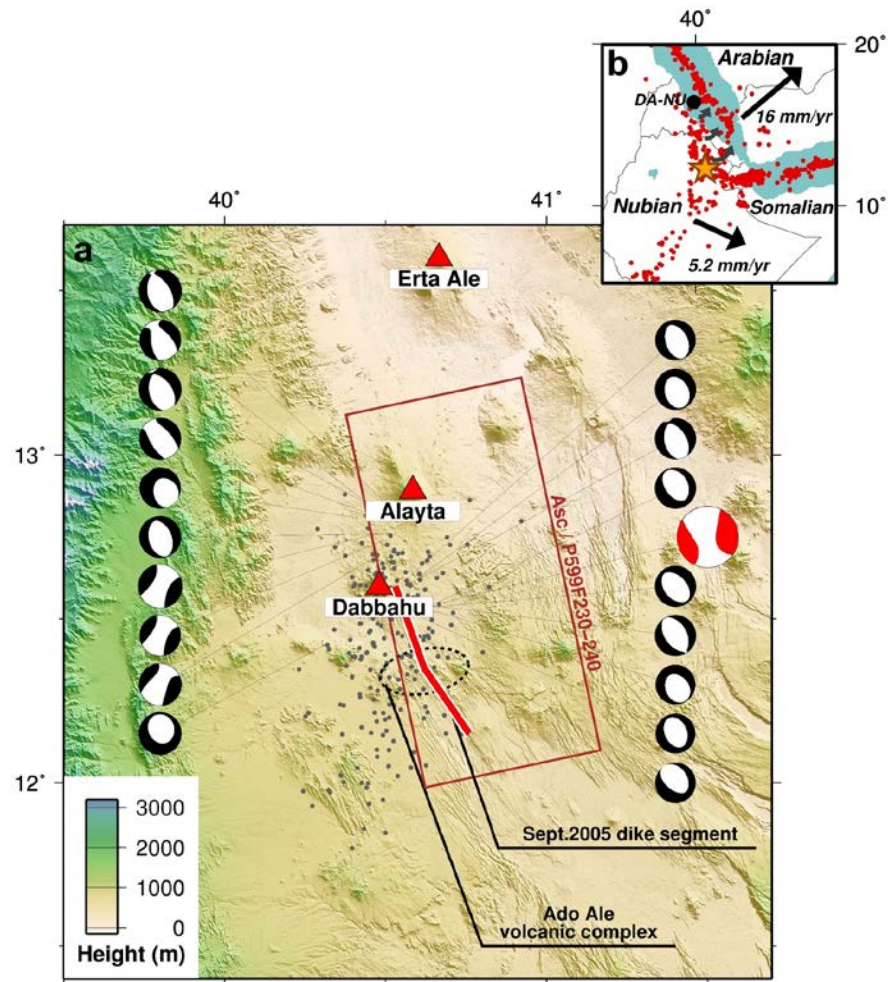 40°
20°
b
Arabian
DA-NU
16 mm/yr
Nubian
Somalian
10°
5.2 mm/yr
40°
41°
a
Erta Ale
13°
Alayta
Asc / P599F230-240
Dabbahu
12°
3000
2000
1000
0
Height (m)
Sept.2005 dike segment
Ado Ale
volcanic complex